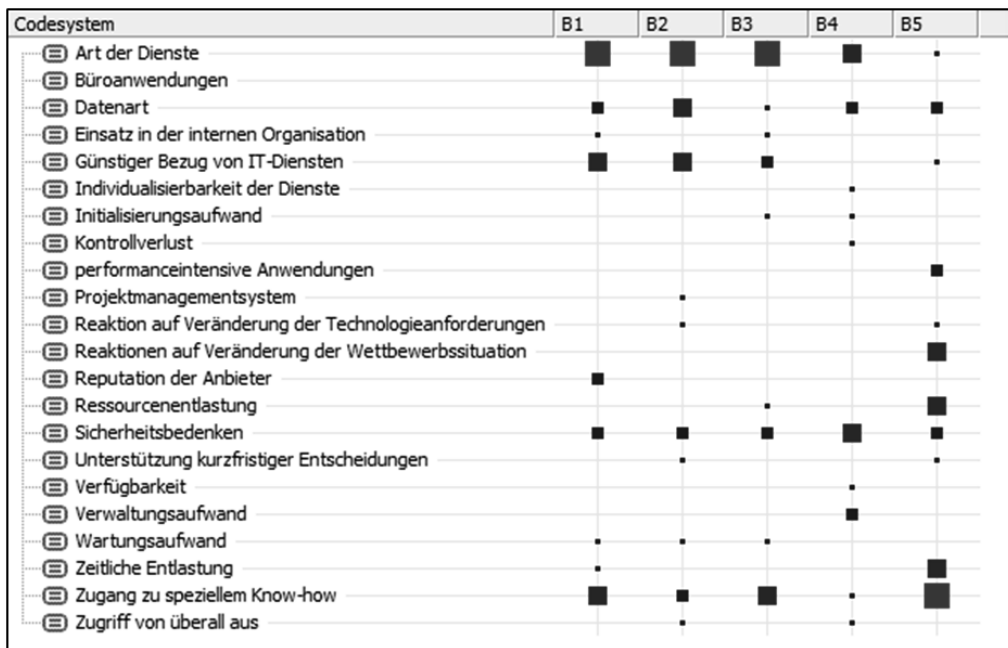 Codesystem B1 B2 B3 B4 B5
Art der Dienste
Büroanwendungen
Datenart
Einsatz in der internen Organisation
Günstiger Bezug von IT-Diensten
Individualisierbarkeit der Dienste
Initialisierungsaufwand
Kontrollverlust
performanceintensive Anwendungen
Projektmanagementsystem
Reaktion auf Veränderung der Technologieanforderungen
Reaktionen auf Veränderung der Wettbewerbssituation
Reputation der Anbieter
Ressourcenentlastung
Sicherheitsbedenken
Unterstützung kurzfristiger Entscheidungen
Verfügbarkeit
Verwaltungsaufwand
Wartungsaufwand
Zeitliche Entlastung
Zugang zu speziellem Know-how
Zugriff von überall aus